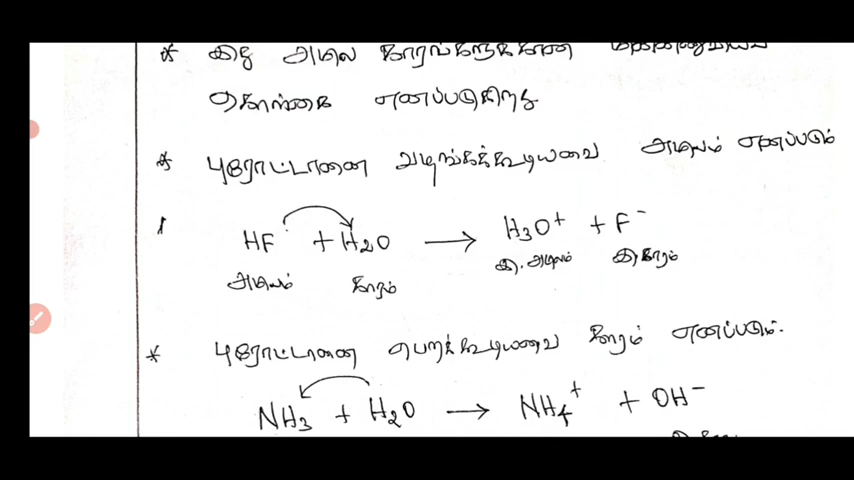 * இது அமில காரங்களுக்கான
கொள்கை எனப்படுகிறது
* புரோட்டானை வழங்கக்கூடியவை அமிலம் எனப்படும்
HF + H2O → H3O+ + F-
அமிலம் காரம் இ.அமிலம் இ.காரம்
* புரோட்டானை பெறக்கூடியவை காரம் எனப்படும்.
NH3 + H2O → NH4+ + OH-